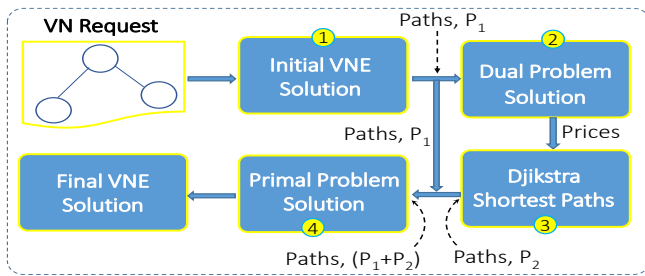 VN Request
Paths, P1
1
2
Initial VNE
Solution
Dual Problem
Solution
Paths, P1
Prices
Final VNE
Solution
Primal Problem
Solution
4
Djikstra
Shortest Paths
3
Paths, (P1+P2)
Paths, P2